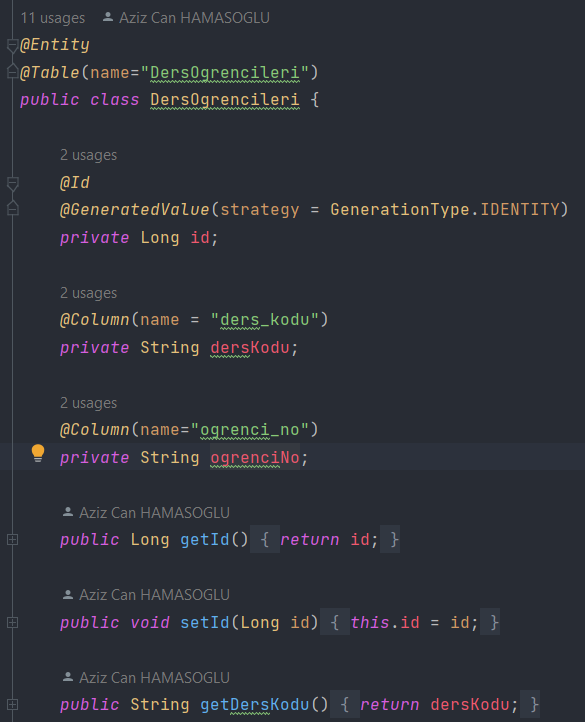 11 usages Aziz Can HAMASOGLU
@Entity
@Table(name="DersOgrencileri")
public class DersOgrencileri {
2 usages
@Id
@GeneratedValue(strategy = GenerationType.IDENTITY)
private Long id;
2 usages
@Column(name = "ders_kodu")
private String dersKodu;
2 usages
@Column(name="ogrenci_no")
private String ogrenciNo;
Aziz Can HAMASOGLU
public Long getId() { return id; }
Aziz Can HAMASOGLU
public void setId(Long id) { this.id = id; }
Aziz Can HAMASOGLU
public String getDersKodu() { return dersKodu; }